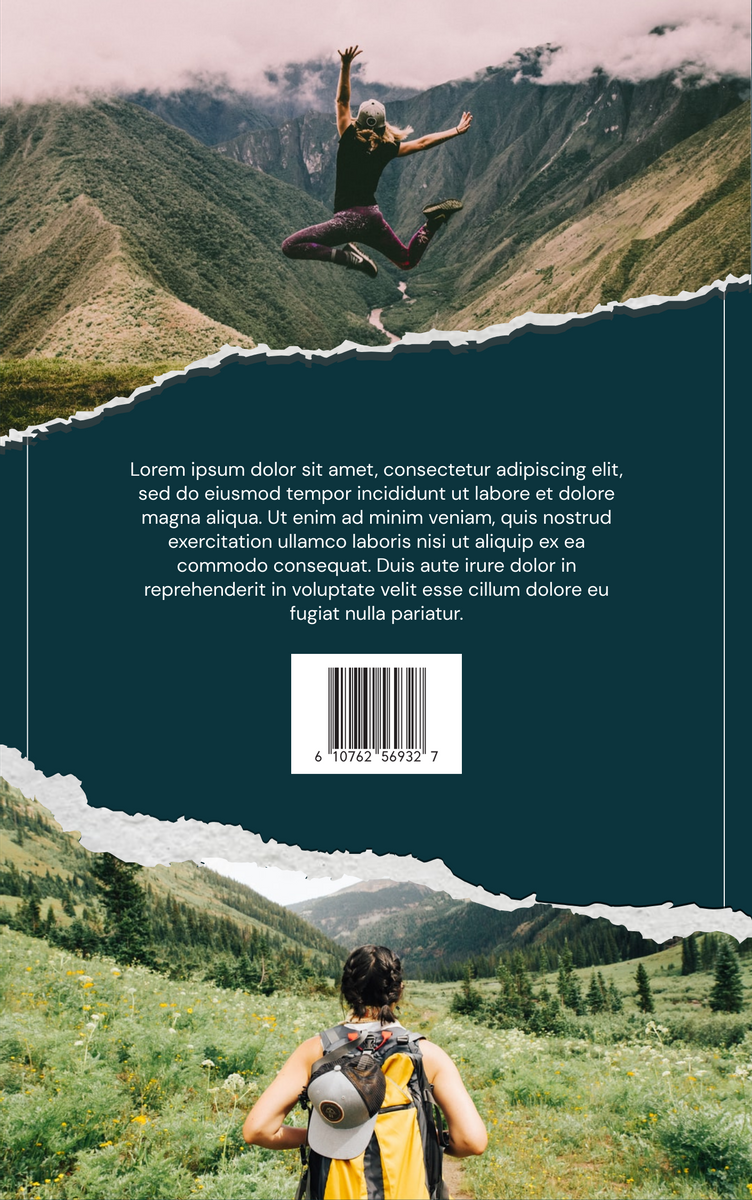 Lorem ipsum dolor sit amet, consectetur adipiscing elit,
sed do eiusmod tempor incididunt ut labore et dolore
magna aliqua. Ut enim ad minim veniam, quis nostrud
exercitation ullamco laboris nisi ut aliquip ex ea
commodo consequat. Duis aute irure dolor in
reprehenderit in voluptate velit esse cillum dolore eu
fugiat nulla pariatur.
6 10762 56932 7